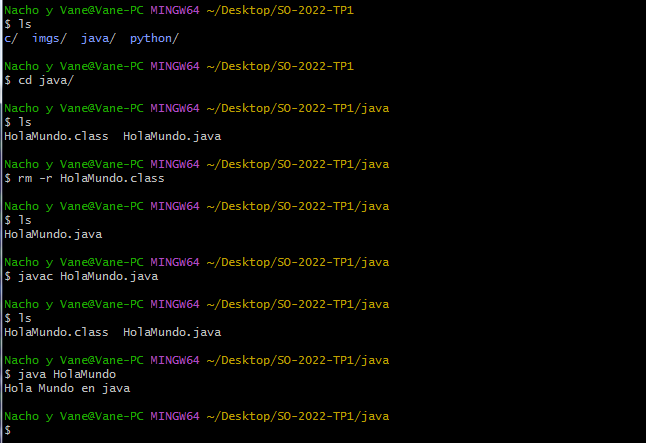 Nacho y Vane@Vane-PC MINGW64 ~/Desktop/SO-2022-TP1
$ ls
c/  imgs/  java/  python/
Nacho y Vane@Vane-PC MINGW64 ~/Desktop/SO-2022-TP1
$ cd java/
Nacho y Vane@Vane-PC MINGW64 ~/Desktop/SO-2022-TP1/java
$ ls
HolaMundo.class  HolaMundo.java
Nacho y Vane@Vane-PC MINGW64 ~/Desktop/SO-2022-TP1/java
$ rm -r HolaMundo.class
Nacho y Vane@Vane-PC MINGW64 ~/Desktop/SO-2022-TP1/java
$ ls
HolaMundo.java
Nacho y Vane@Vane-PC MINGW64 ~/Desktop/SO-2022-TP1/java
$ javac HolaMundo.java
Nacho y Vane@Vane-PC MINGW64 ~/Desktop/SO-2022-TP1/java
$ ls
HolaMundo.class  HolaMundo.java
Nacho y Vane@Vane-PC MINGW64 ~/Desktop/SO-2022-TP1/java
$ java HolaMundo
Hola Mundo en java
Nacho y Vane@Vane-PC MINGW64 ~/Desktop/SO-2022-TP1/java
$